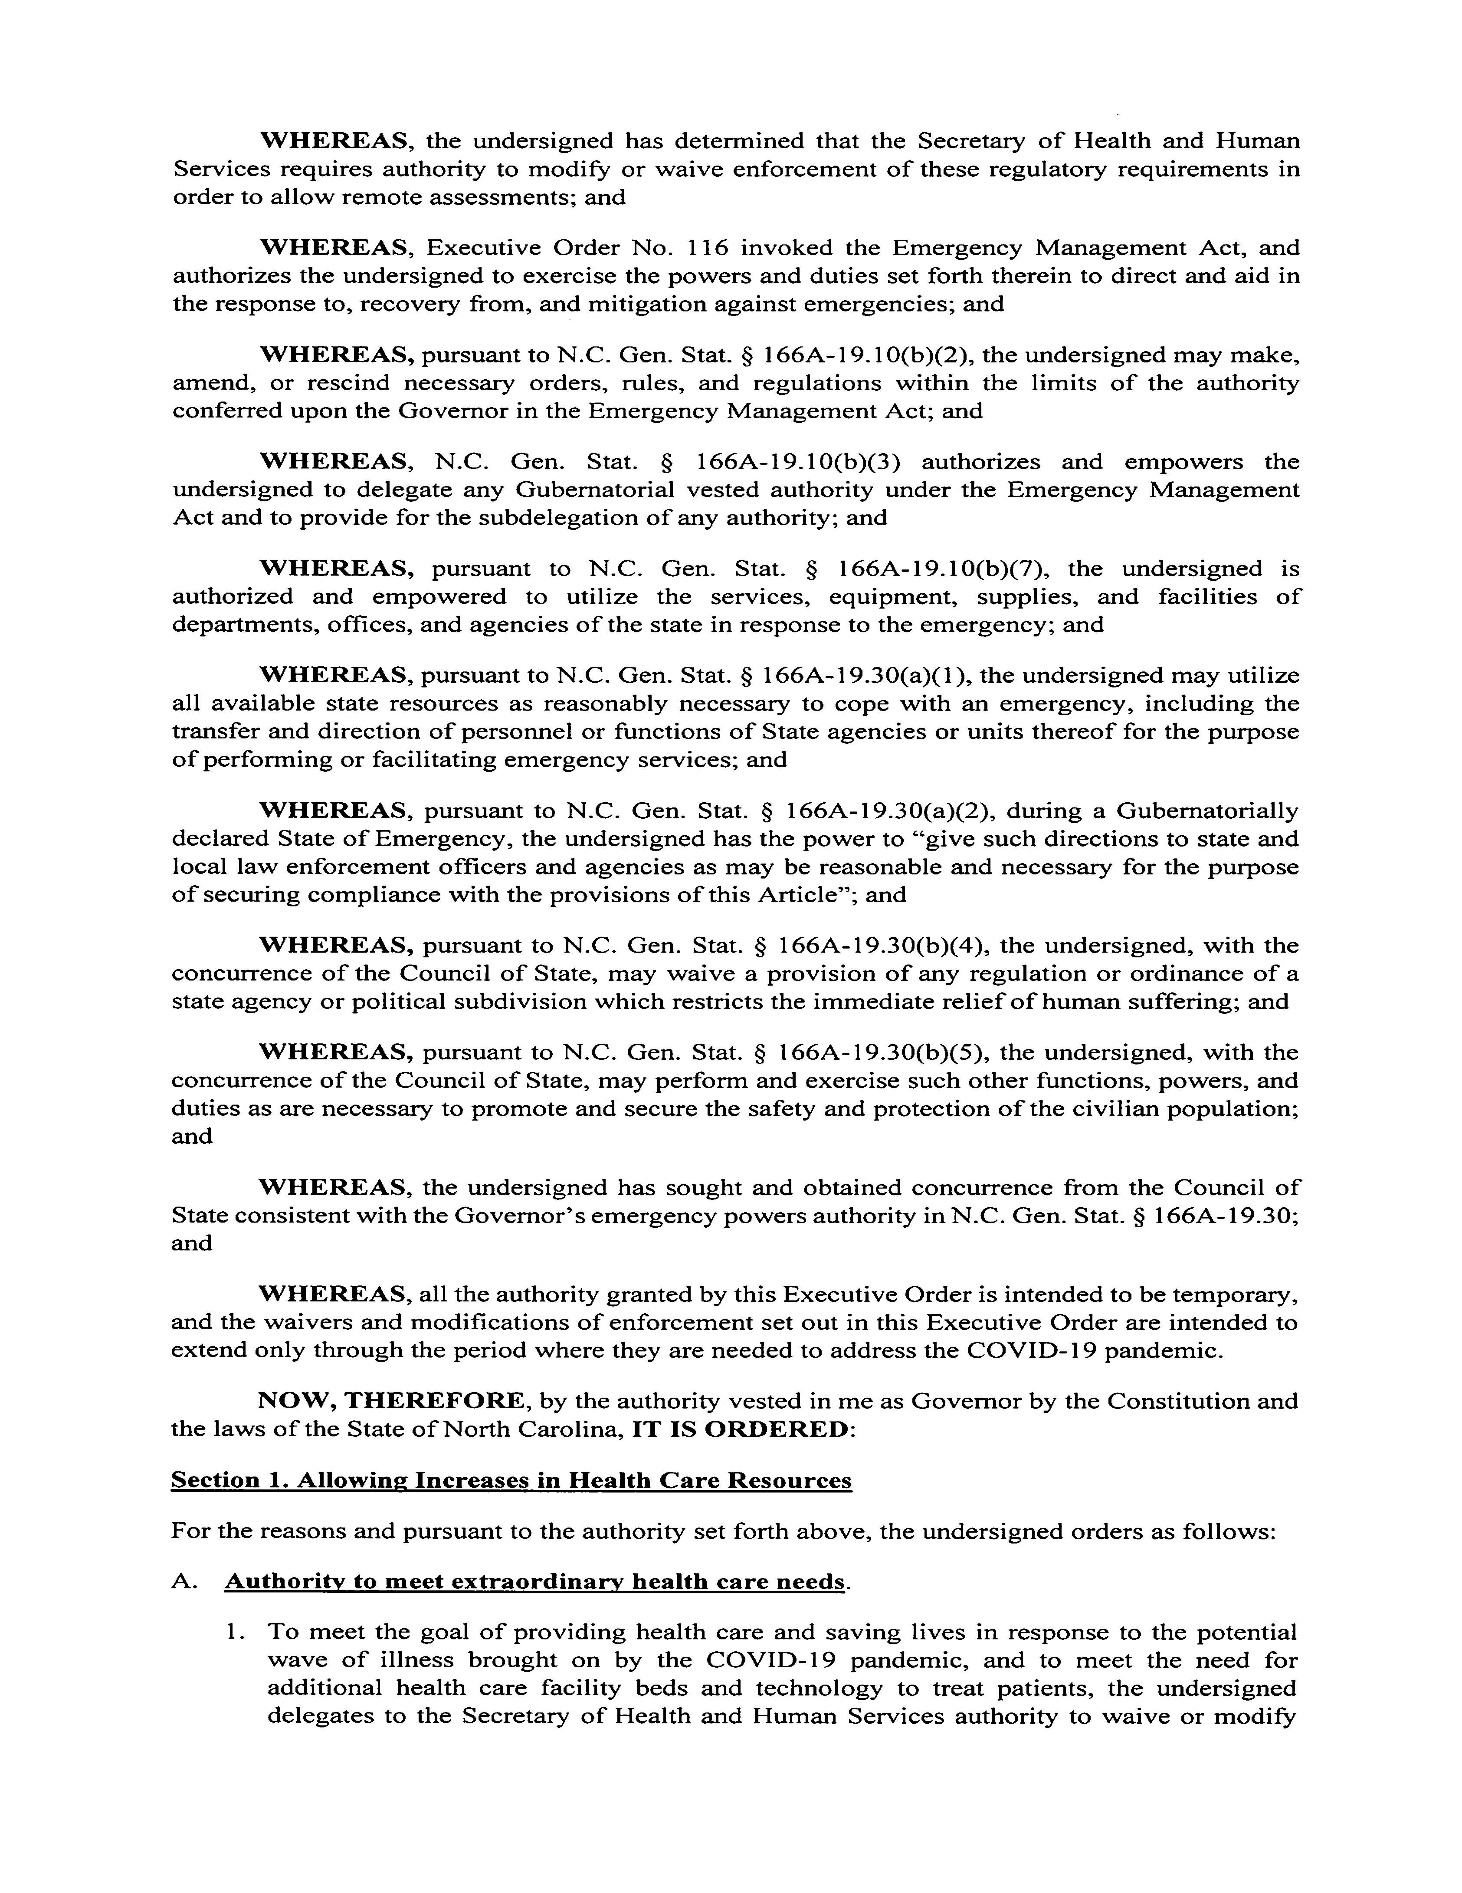 WHEREAS, the undersigned has determined that the Secretary of Health and Human
Services requires authority to modify or waive enforcement of these regulatory requirements in
order to allow remote assessments; and
WHEREAS, Executive Order No. 116 invoked the Emergency Management Act, and
authorizes the undersigned to exercise the powers and duties set forth therein to direct and aid in
the response to, recovery from, and mitigation against emergencies; and
WHEREAS, pursuant to N.C. Gen. Stat. § 166A-19.10(b)(2), the undersigned may make,
amend, or rescind necessary orders, rules, and regulations within the limits of the authority
conferred upon the Governor in the Emergency Management Act; and
WHEREAS, N.C. Gen. Stat. § 166A-19.10(b)(3) authorizes and empowers the
undersigned to delegate any Gubernatorial vested authority under the Emergency Management
Act and to provide for the subdelegation of any authority; and
WHEREAS, pursuant to N.C. Gen. Stat. § 166A-19.10(b)(7), the undersigned is
authorized and empowered to utilize the services, equipment, supplies, and facilities of
departments, offices, and agencies of the state in response to the emergency; and
WHEREAS, pursuant to N.C. Gen. Stat. § 166A-19.30(a)(1), the undersigned may utilize
all available state resources as reasonably necessary to cope with an emergency, including the
transfer and direction of personnel or functions of State agencies or units thereof for the purpose
of performing or facilitating emergency services; and
WHEREAS, pursuant to N.C. Gen. Stat. § 166A-19.30(a)(2), during a Gubernatorially
declared State of Emergency, the undersigned has the power to “give such directions to state and
local law enforcement officers and agencies as may be reasonable and necessary for the purpose
of securing compliance with the provisions of this Article”; and
WHEREAS, pursuant to N.C. Gen. Stat. § 166A-19.30(b)(4), the undersigned, with the
concurrence of the Council of State, may waive a provision of any regulation or ordinance of a
state agency or political subdivision which restricts the immediate relief of human suffering; and
WHEREAS, pursuant to N.C. Gen. Stat. § 166A-19.30(b)(5), the undersigned, with the
concurrence of the Council of State, may perform and exercise such other functions, powers, and
duties as are necessary to promote and secure the safety and protection of the civilian population;
and
WHEREAS, the undersigned has sought and obtained concurrence from the Council of
State consistent with the Governor’s emergency powers authority in N.C. Gen. Stat. § 166A-19.30;
and
WHEREAS, all the authority granted by this Executive Order is intended to be temporary,
and the waivers and modifications of enforcement set out in this Executive Order are intended to
extend only through the period where they are needed to address the COVID-19 pandemic.
NOW, THEREFORE, by the authority vested in me as Governor by the Constitution and
the laws of the State of North Carolina, IT IS ORDERED:
Section 1. Allowing Increases in Health Care Resources
For the reasons and pursuant to the authority set forth above, the undersigned orders as follows:
A. Authority to meet extraordinary health care needs.
1. To meet the goal of providing health care and saving lives in response to the potential
wave of illness brought on by the COVID-19 pandemic, and to meet the need for
additional health care facility beds and technology to treat patients, the undersigned
delegates to the Secretary of Health and Human Services authority to waive or modify